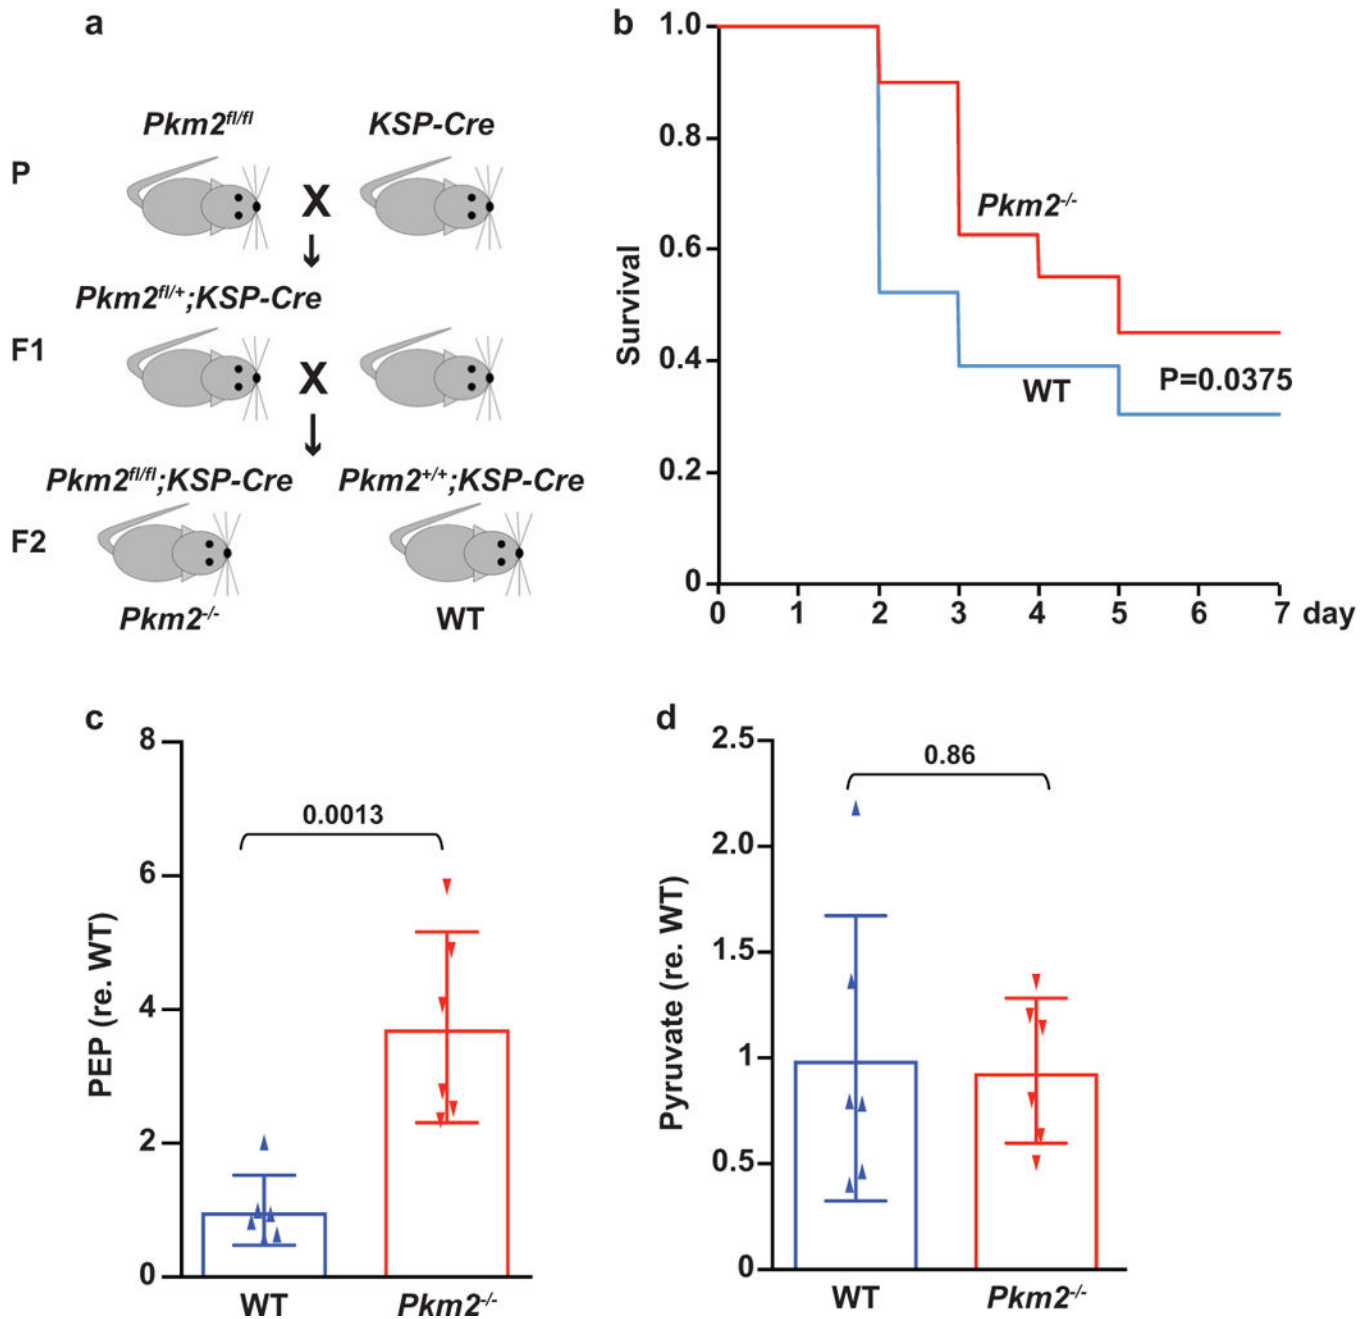 a
Pkm2fl/fl KSP-Cre
P
X
Pkm2fl/+;KSP-Cre
F1
X
Pkm2fl/fl;KSP-Cre Pkm2+/+;KSP-Cre
F2
Pkm2-/- WT
b
1.0
0.8
0.6
0.4
0.2
0
Survival
Pkm2-/-
WT
P=0.0375
0 1 2 3 4 5 6 7 day
c
8
6
4
2
0
PEP (re. WT)
0.0013
WT Pkm2-/-
d
2.5
2.0
1.5
1
0.5
0
Pyruvate (re. WT)
0.86
WT Pkm2-/-